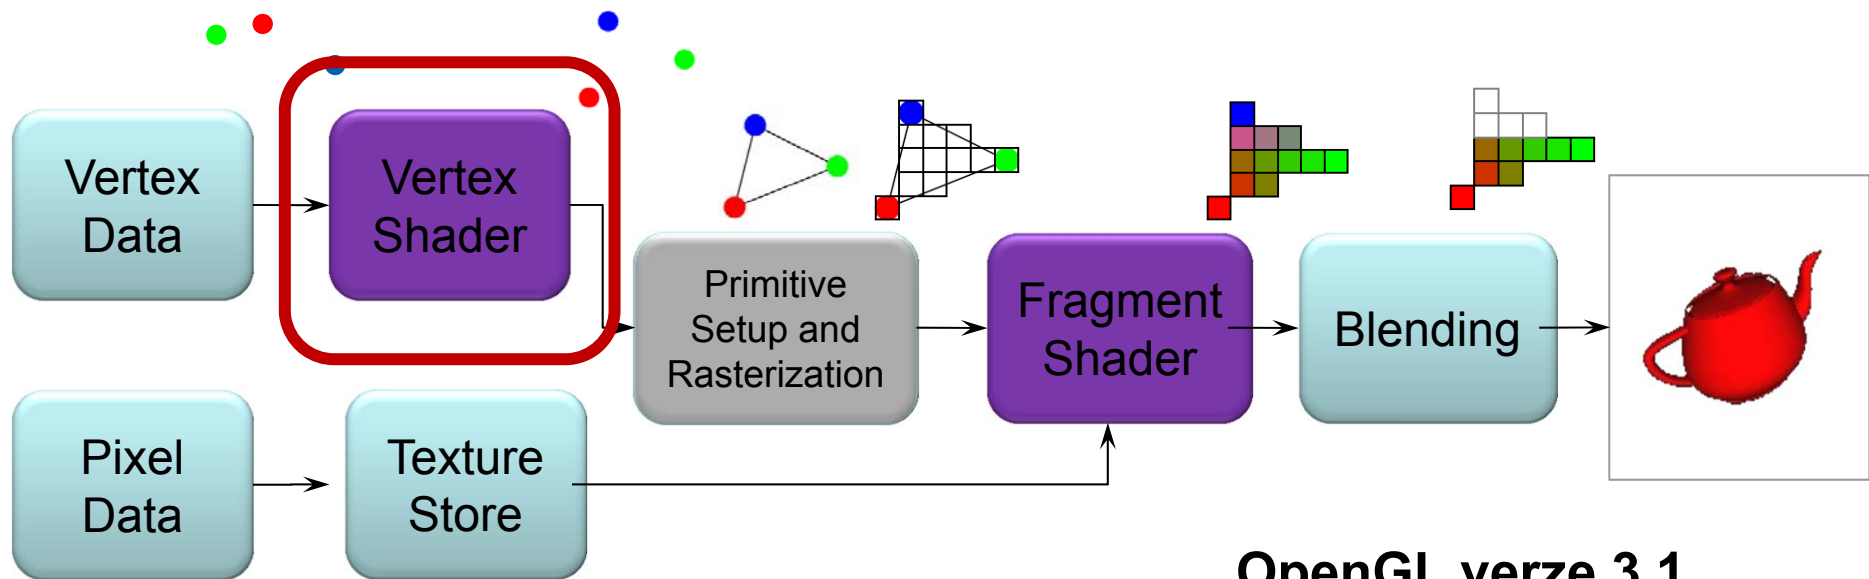 Vertex
Data
Vertex
Shader
Primitive
Setup and
Rasterization
Fragment
Shader
Blending
Pixel
Data
Texture
Store
OpenGL verze 3.1